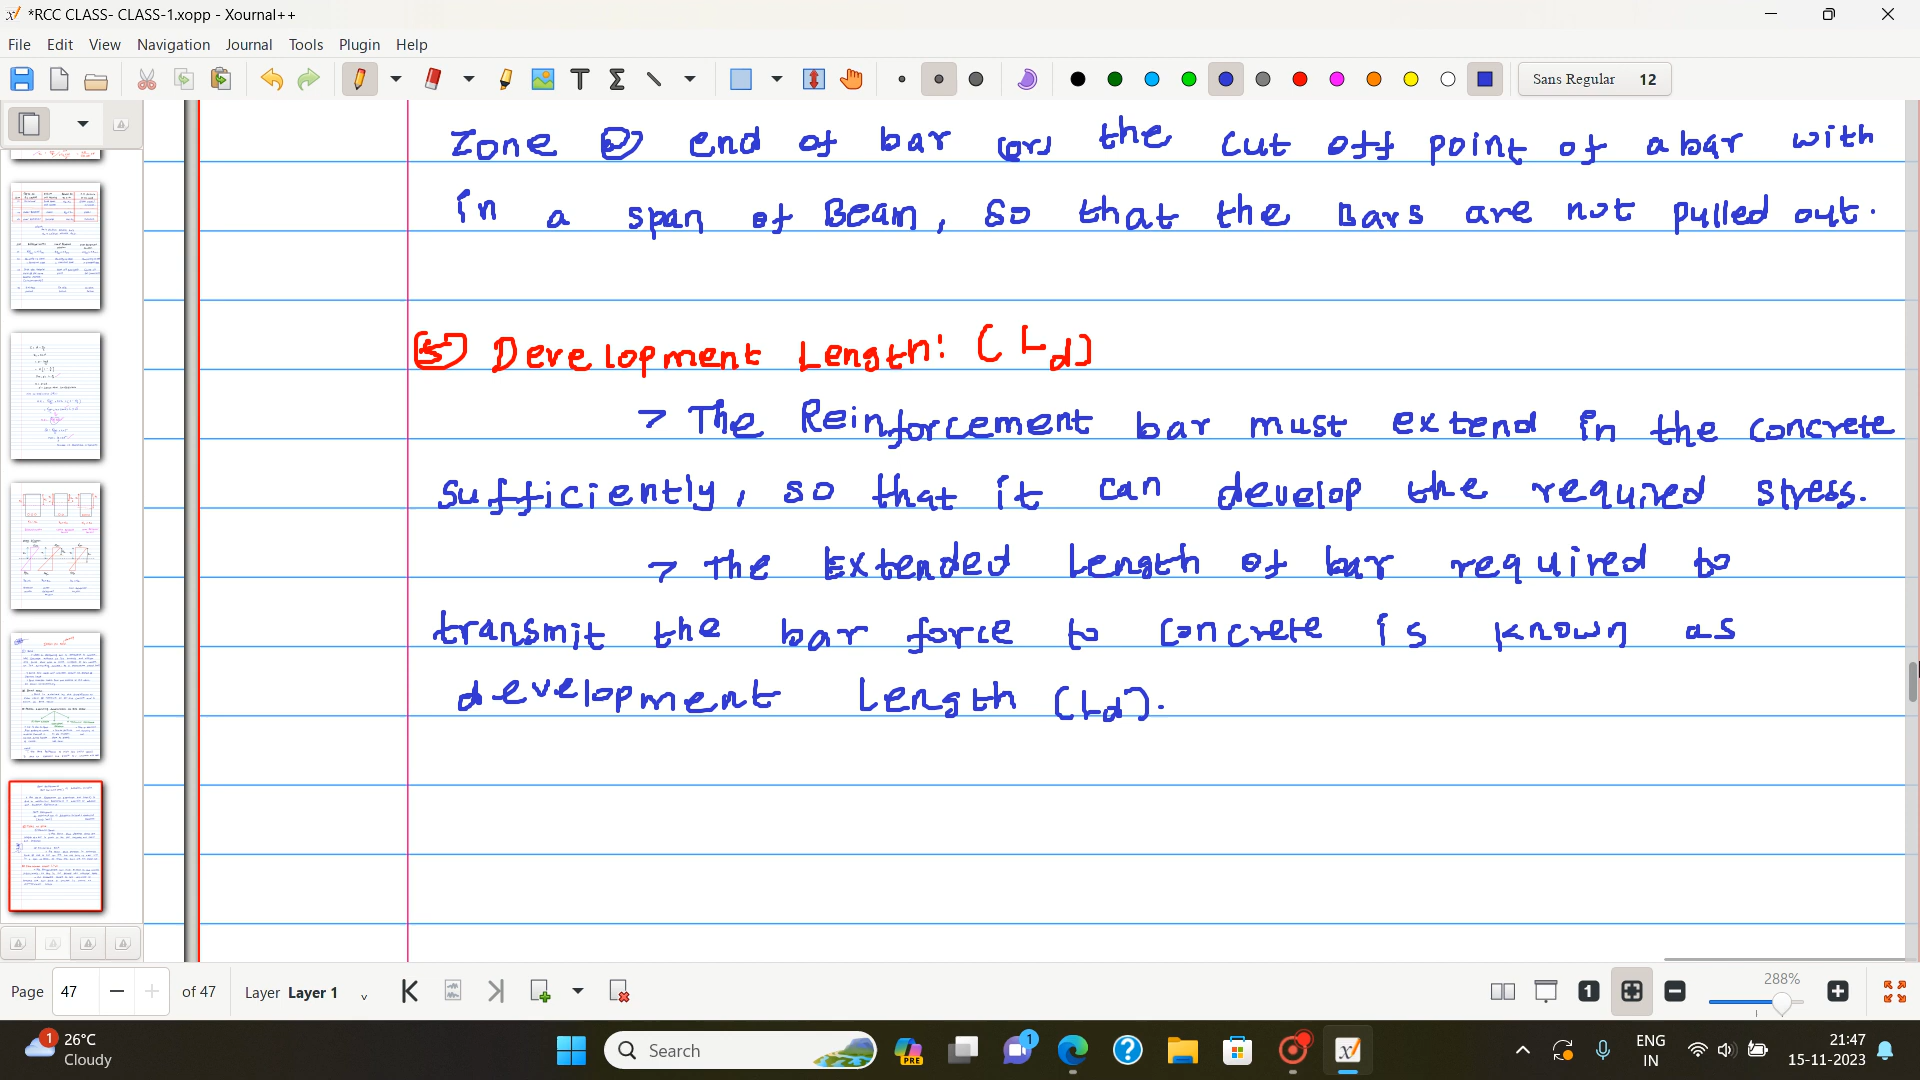 *RCC CLASS- CLASS-1.xopp - Xournal++
File Edit View Navigation Journal Tools Plugin Help
Sans Regular 12
Zone @ end of bar (or) the cut off point of a bar with
in a span of Beam, so that the Bars are not pulled out.
(5) Development Length: (Ld)
> The Reinforcement bar must extend in the concrete
sufficiently, so that it can develop the required stress.
> The Extended Length of bar required to
transmit the bar force to concrete is known as
development Length (Ld).
Page 47 of 47 Layer Layer 1 288%
1 26°C
Cloudy
Search
PRE
1
ENG
IN
21:47
15-11-2023